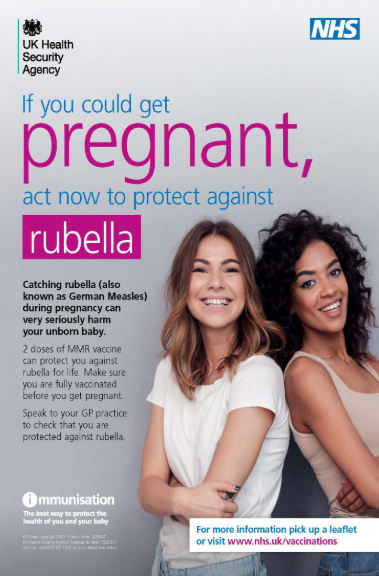 UK Health
Security
Agency
NHS
If you could get
pregnant,
act now to protect against
rubella
Catching rubella (also
known as German Measles)
during pregnancy can
very seriously harm
your unborn baby.
2 doses of MMR vaccine
can protect you against
rubella for life. Make sure
you are fully vaccinated
before you get pregnant.
Speak to your GP practice
to check that you are
protected against rubella.
immunisation
The best way to protect the
health of you and your baby
For more information pick up a leaflet
or visit www.nhs.uk/vaccinations